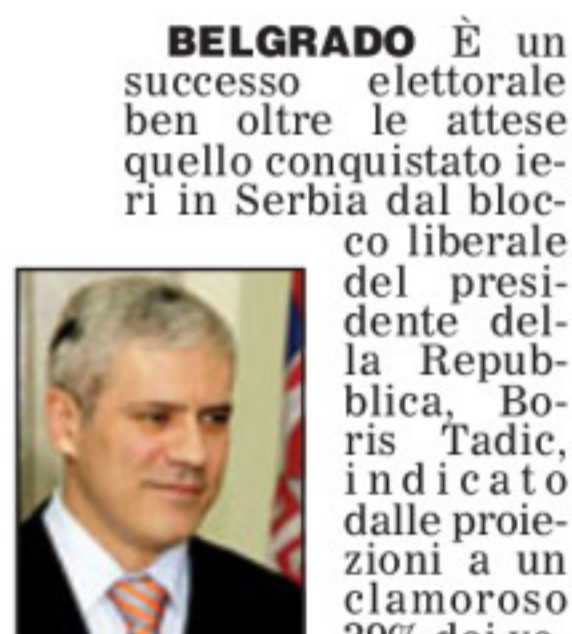 BELGRADO È un
successo elettorale
ben oltre le attese
quello conquistato ie-
ri in Serbia dal bloc-
co liberale
del presi-
dente del-
la Repub-
blica, Bo-
ris Tadic,
indicato
dalle proie-
zioni a un
clamoroso